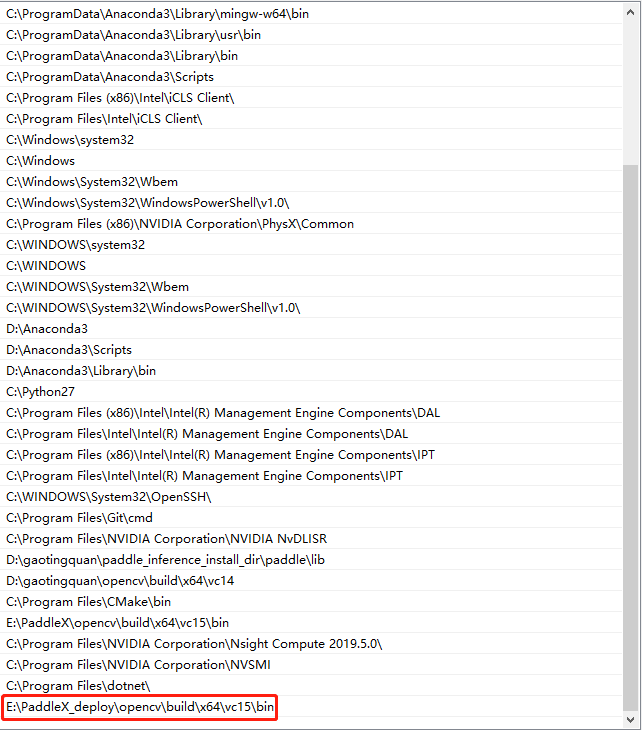 C:\ProgramData\Anaconda3\Library\mingw-w64\bin
C:\ProgramData\Anaconda3\Library\usr\bin
C:\ProgramData\Anaconda3\Library\bin
C:\ProgramData\Anaconda3\Scripts
C:\Program Files (x86)\Intel\iCLS Client\
C:\Program Files\Intel\iCLS Client\
C:\Windows\system32
C:\Windows
C:\Windows\System32\Wbem
C:\Windows\System32\WindowsPowerShell\v1.0\
C:\Program Files (x86)\NVIDIA Corporation\PhysX\Common
C:\WINDOWS\system32
C:\WINDOWS
C:\WINDOWS\System32\Wbem
C:\WINDOWS\System32\WindowsPowerShell\v1.0\
D:\Anaconda3
D:\Anaconda3\Scripts
D:\Anaconda3\Library\bin
C:\Python27
C:\Program Files (x86)\Intel\Intel(R) Management Engine Components\DAL
C:\Program Files\Intel\Intel(R) Management Engine Components\DAL
C:\Program Files (x86)\Intel\Intel(R) Management Engine Components\IPT
C:\Program Files\Intel\Intel(R) Management Engine Components\IPT
C:\WINDOWS\System32\OpenSSH\
C:\Program Files\Git\cmd
C:\Program Files\NVIDIA Corporation\NVIDIA NvDLISR
D:\gaotingquan\paddle_inference_install_dir\paddle\lib
D:\gaotingquan\opencv\build\x64\vc14
C:\Program Files\CMake\bin
E:\PaddleX\opencv\build\x64\vc15\bin
C:\Program Files\NVIDIA Corporation\Nsight Compute 2019.5.0\
C:\Program Files\NVIDIA Corporation\NVSMI
C:\Program Files\dotnet\
E:\PaddleX_deploy\opencv\build\x64\vc15\bin